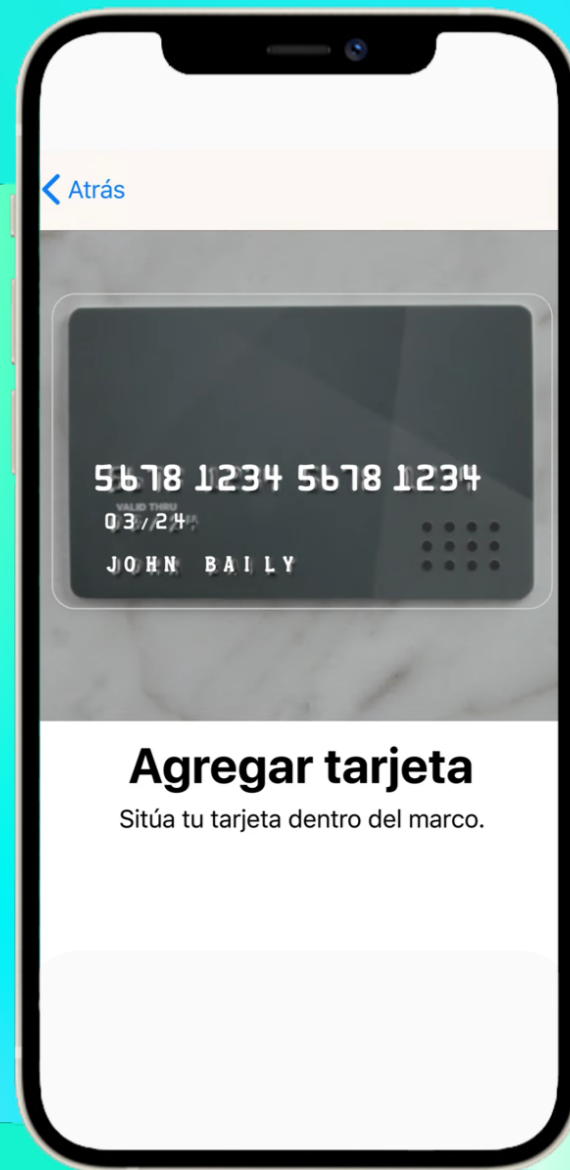 Atrás
5678 1234 5678 1234
VALID THRU
03/24
JOHN BAILY
Agregar tarjeta
Sitúa tu tarjeta dentro del marco.